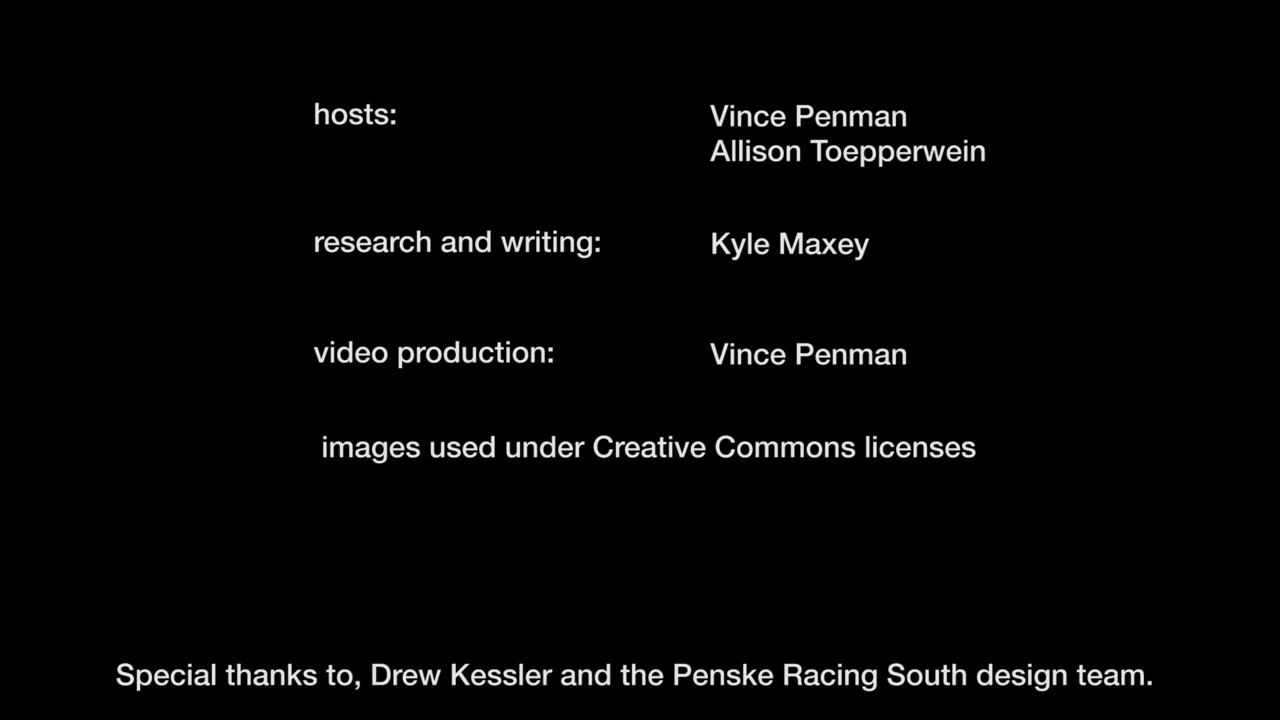 hosts: Vince Penman
Allison Toepperwein
research and writing: Kyle Maxey
video production: Vince Penman
images used under Creative Commons licenses
Special thanks to, Drew Kessler and the Penske Racing South design team.